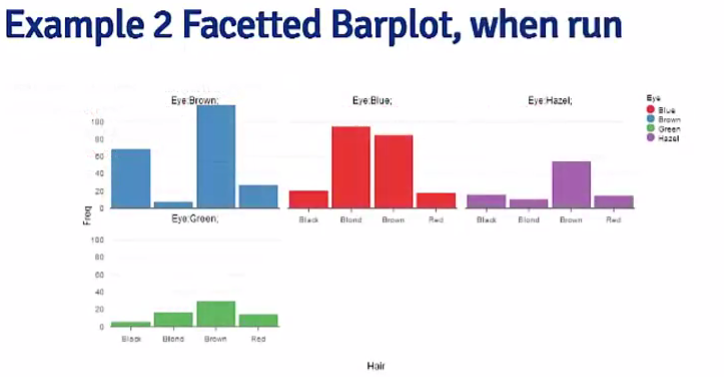 Example 2 Facetted Barplot, when run
Eye:Brown;
Eye:Blue;
Eye:Hazel;
Eye
Blue
Brown
Green
Hazel
100
80
60
40
20
0
Black Blond Brown Red
Black Blond Brown Red
Freq
Eye:Green;
100
80
60
40
20
0
Black Blond Brown Red
Hair